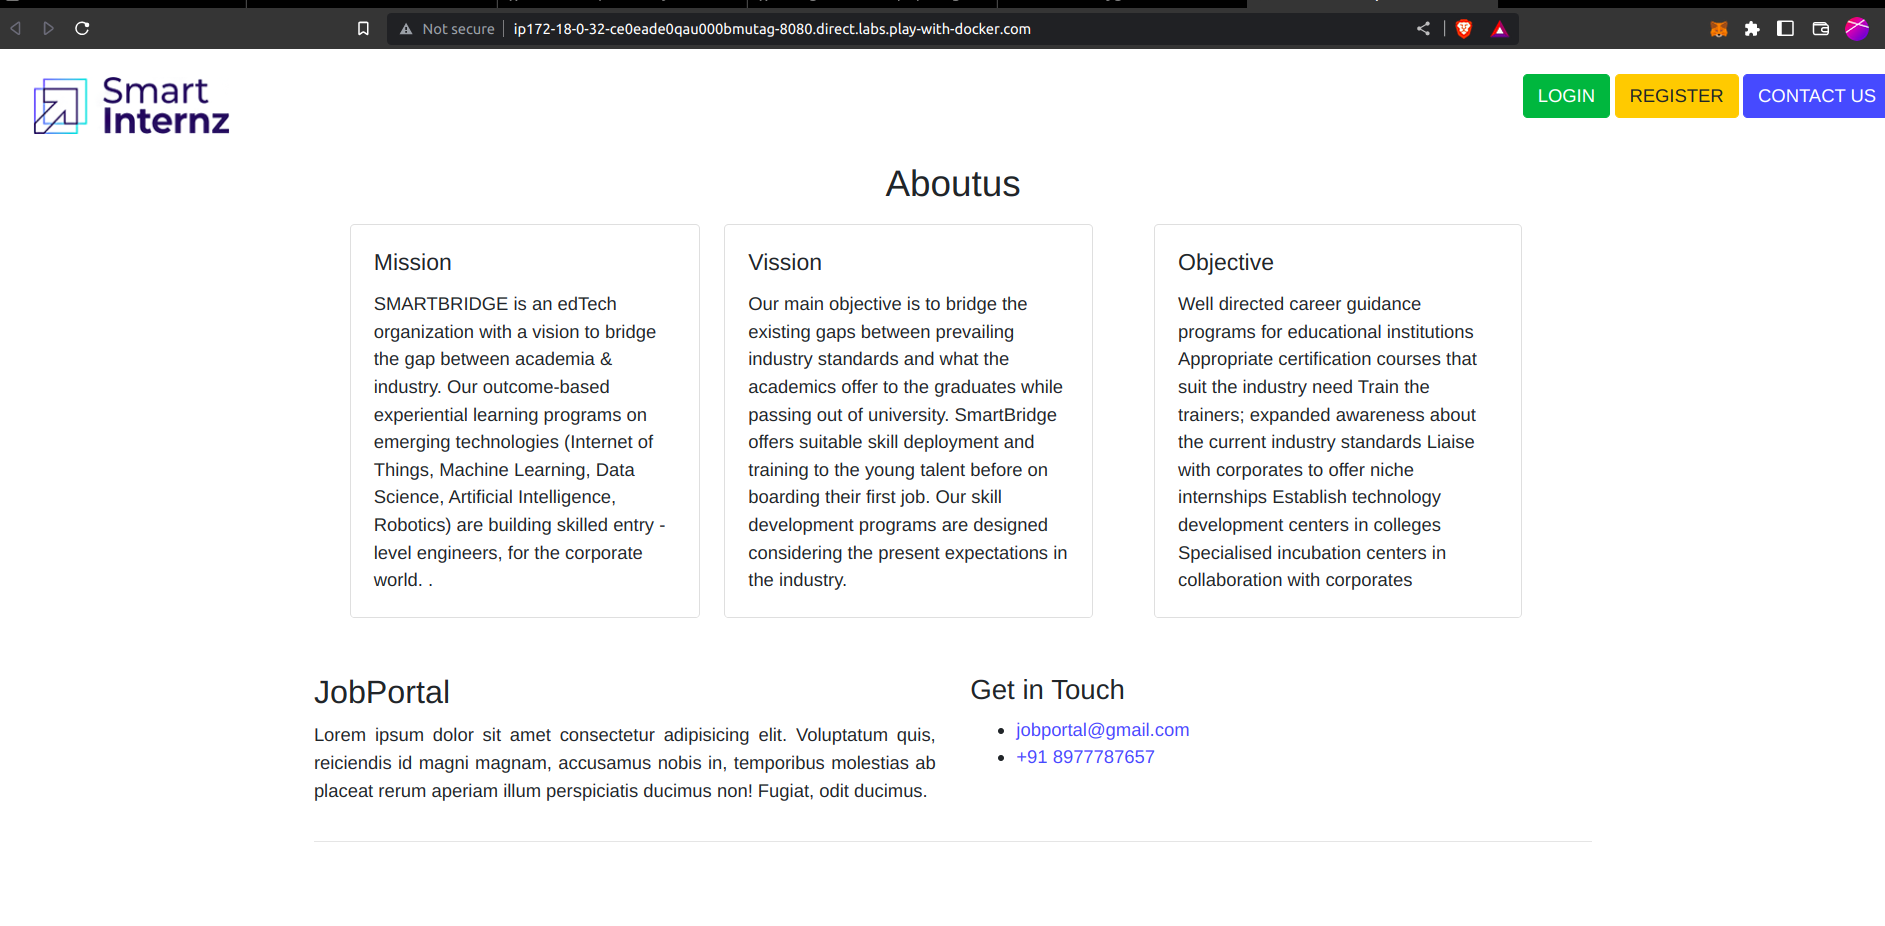 Not secure
ip172-18-0-32-ce0eade0qau000bmutag-8080.direct.labs.play-with-docker.com
Smart
Internz
LOGIN
REGISTER
CONTACT US
Aboutus
Mission
SMARTBRIDGE is an edTech
organization with a vision to bridge
the gap between academia &
industry. Our outcome-based
experiential learning programs on
emerging technologies (Internet of
Things, Machine Learning, Data
Science, Artificial Intelligence,
Robotics) are building skilled entry -
level engineers, for the corporate
world. .
Vission
Our main objective is to bridge the
existing gaps between prevailing
industry standards and what the
academics offer to the graduates while
passing out of university. SmartBridge
offers suitable skill deployment and
training to the young talent before on
boarding their first job. Our skill
development programs are designed
considering the present expectations in
the industry.
Objective
Well directed career guidance
programs for educational institutions
Appropriate certification courses that
suit the industry need Train the
trainers; expanded awareness about
the current industry standards Liaise
with corporates to offer niche
internships Establish technology
development centers in colleges
Specialised incubation centers in
collaboration with corporates
JobPortal
Lorem ipsum dolor sit amet consectetur adipisicing elit. Voluptatum quis,
reiciendis id magni magnam, accusamus nobis in, temporibus molestias ab
placeat rerum aperiam illum perspiciatis ducimus non! Fugiat, odit ducimus.
Get in Touch
jobportal@gmail.com
+91 8977787657